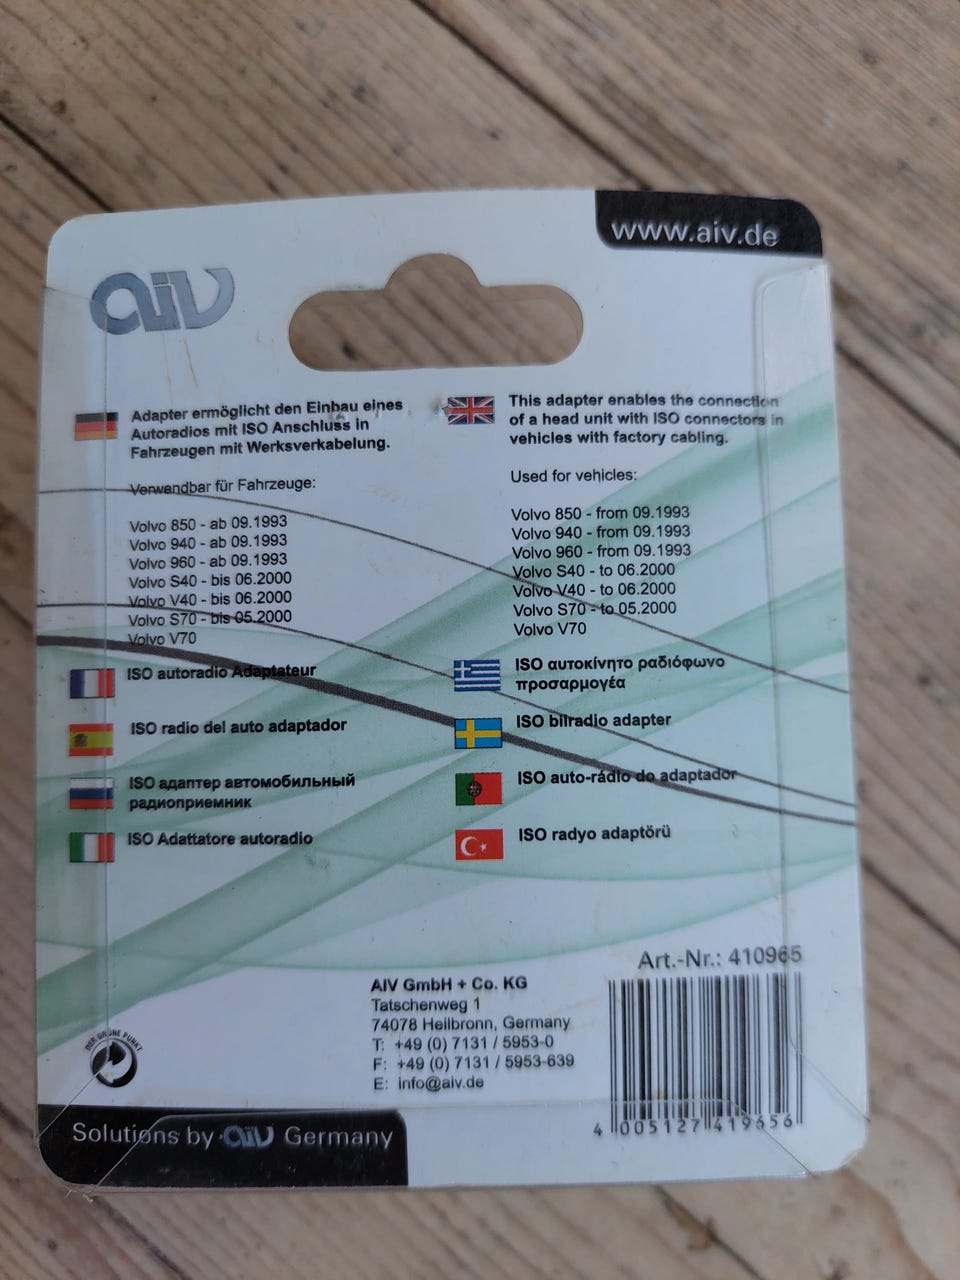 www.aiv.de
aiv
Adapter ermöglicht den Einbau eines
Autoradios mit ISO Anschluss in
Fahrzeugen mit Werksverkabelung.
Verwendbar für Fahrzeuge:
Volvo 850 - ab 09.1993
Volvo 940 - ab 09.1993
Volvo 960 - ab 09.1993
Volvo S40 - bis 06.2000
Volvo V40 - bis 06.2000
Volvo S70 - bis 05.2000
Volvo V70
This adapter enables the connection
of a head unit with ISO connectors in
vehicles with factory cabling.
Used for vehicles:
Volvo 850 - from 09.1993
Volvo 940 - from 09.1993
Volvo 960 - from 09.1993
Volvo S40 - to 06.2000
Volvo V40 - to 06.2000
Volvo S70 - to 05.2000
Volvo V70
ISO autoradio Adaptateur
ISO radio del auto adaptador
ISO адаптер автомобильный
радиоприемник
ISO Adattatore autoradio
ISO αυτοκίνητο ραδιόφωνο
προσαρμογέα
ISO bilradio adapter
ISO auto-rádio do adaptador
ISO radyo adaptörü
Art.-Nr.: 410965
AIV GmbH + Co. KG
Tatschenweg 1
74078 Heilbronn, Germany
T: +49 (0) 7131 / 5953-0
F: +49 (0) 7131 / 5953-639
E: info@aiv.de
DER GRÜNE PUNKT
4 005127 419656
Solutions by aiv Germany